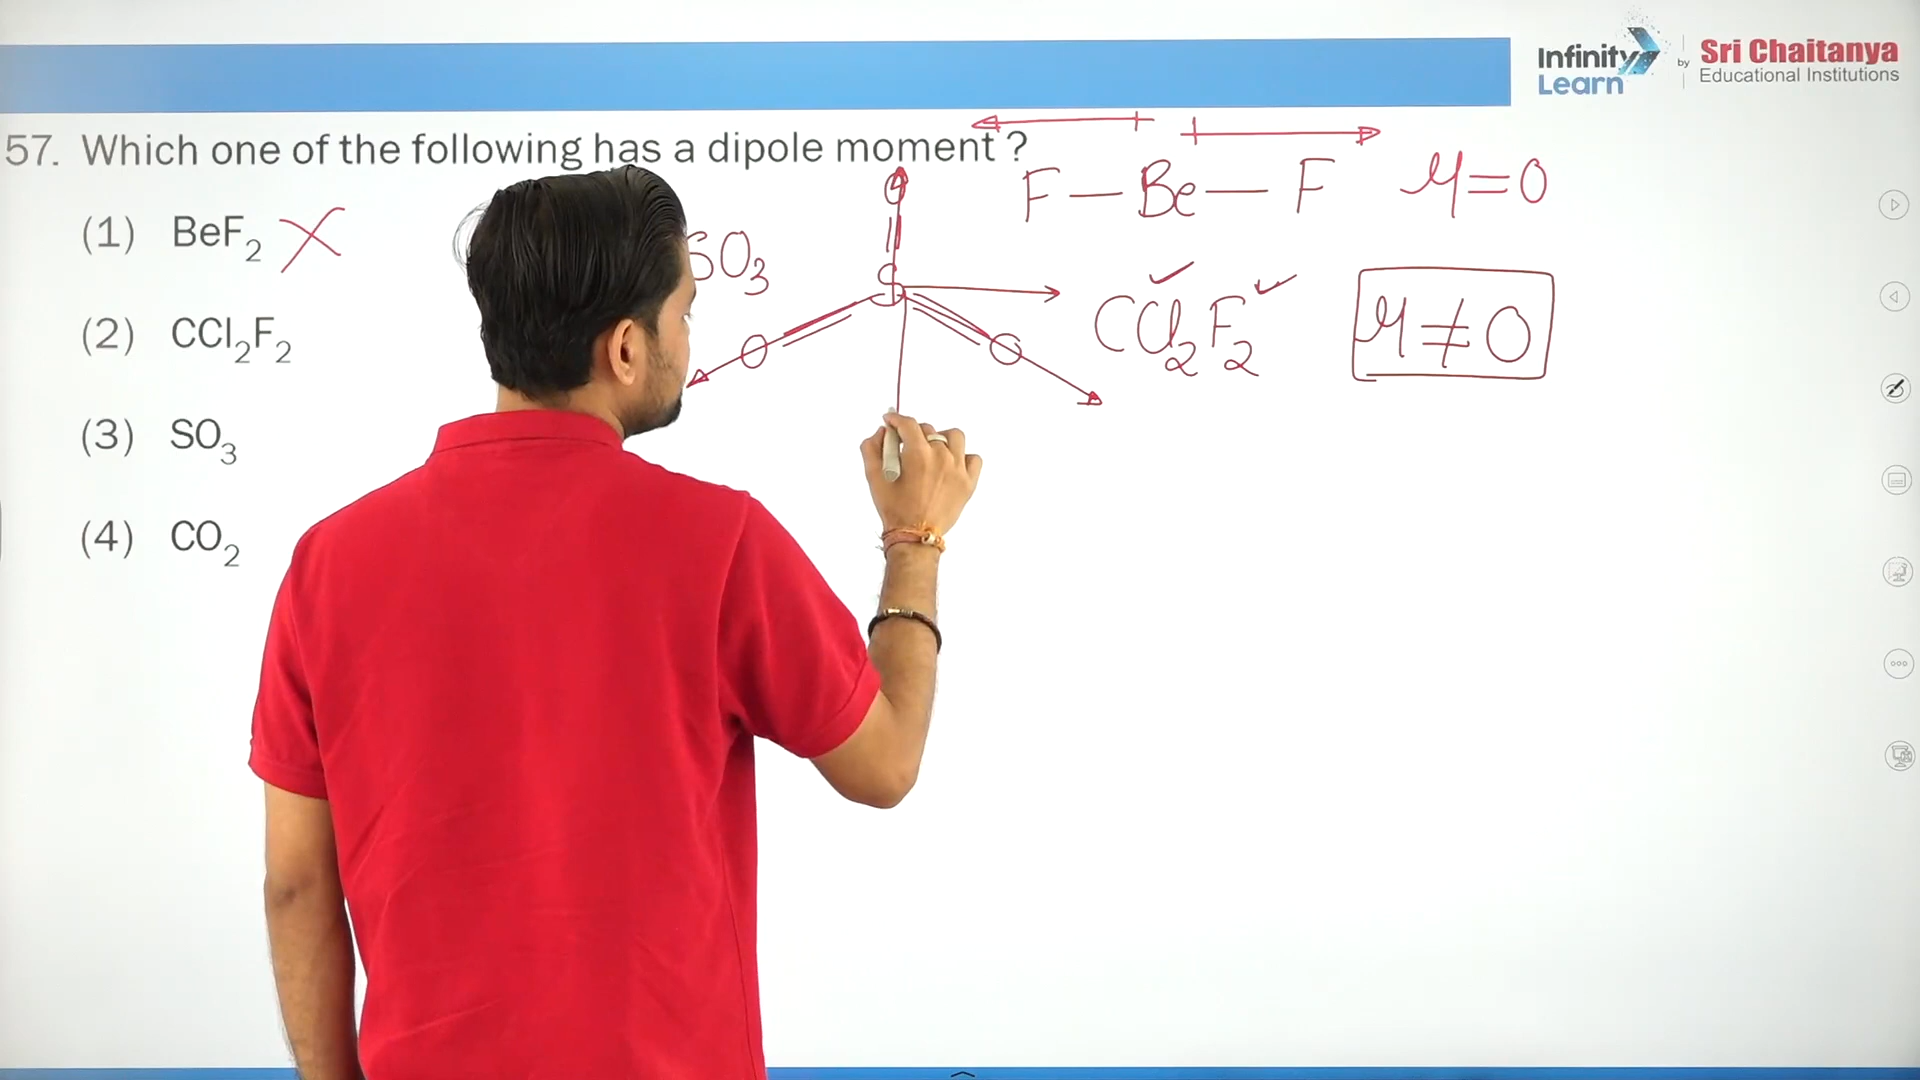 Infinity Learn by Sri Chaitanya Educational Institutions
57. Which one of the following has a dipole moment ?
F — Be — F μ=0
(1) BeF₂
SO₃
O
S
O
O
CCl₂F₂ μ≠0
(2) CCl₂F₂
(3) SO₃
(4) CO₂